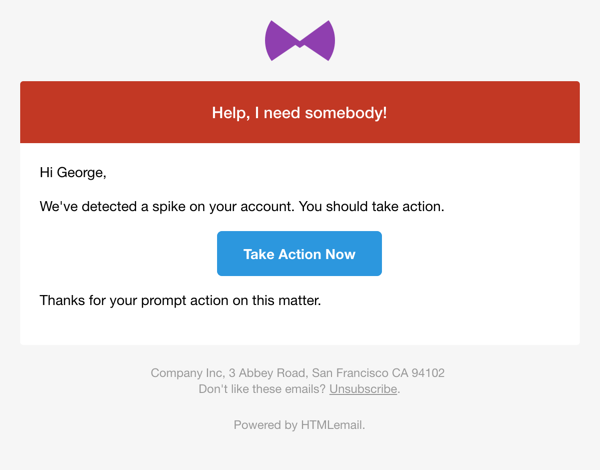 Help, I need somebody!
Hi George,
We've detected a spike on your account. You should take action.
Take Action Now
Thanks for your prompt action on this matter.
Company Inc, 3 Abbey Road, San Francisco CA 94102
Don't like these emails? Unsubscribe.
Powered by HTMLemail.